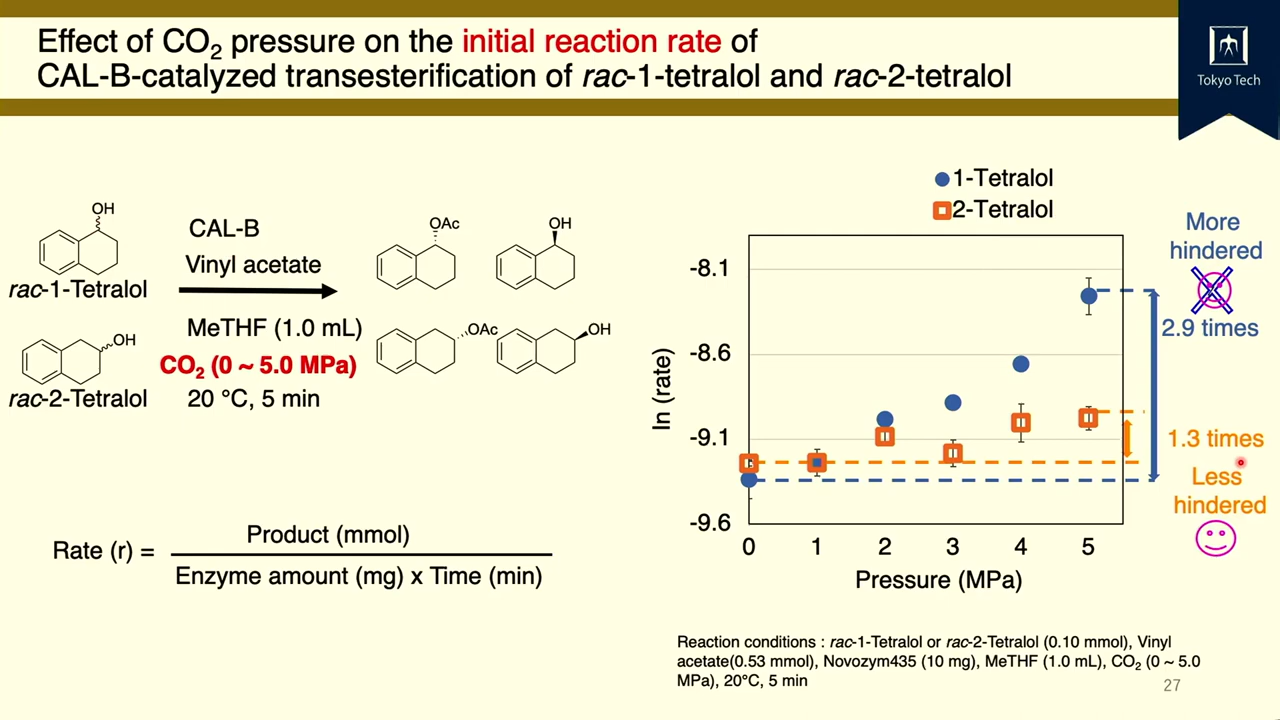 Effect of CO₂ pressure on the initial reaction rate of
CAL-B-catalyzed transesterification of rac-1-tetralol and rac-2-tetralol
Tokyo Tech
OH
rac-1-Tetralol
OH
rac-2-Tetralol
CAL-B
Vinyl acetate
MeTHF (1.0 mL)
CO₂ (0 ~ 5.0 MPa)
20 °C, 5 min
OAc
OH
OAc
OH
Rate (r) =
Product (mmol)
Enzyme amount (mg) x Time (min)
1-Tetralol
2-Tetralol
ln (rate)
-8.1
-8.6
-9.1
-9.6
0 1 2 3 4 5
Pressure (MPa)
More
hindered
2.9 times
1.3 times
Less
hindered
Reaction conditions : rac-1-Tetralol or rac-2-Tetralol (0.10 mmol), Vinyl
acetate(0.53 mmol), Novozym435 (10 mg), MeTHF (1.0 mL), CO₂ (0 ~ 5.0
MPa), 20°C, 5 min
27